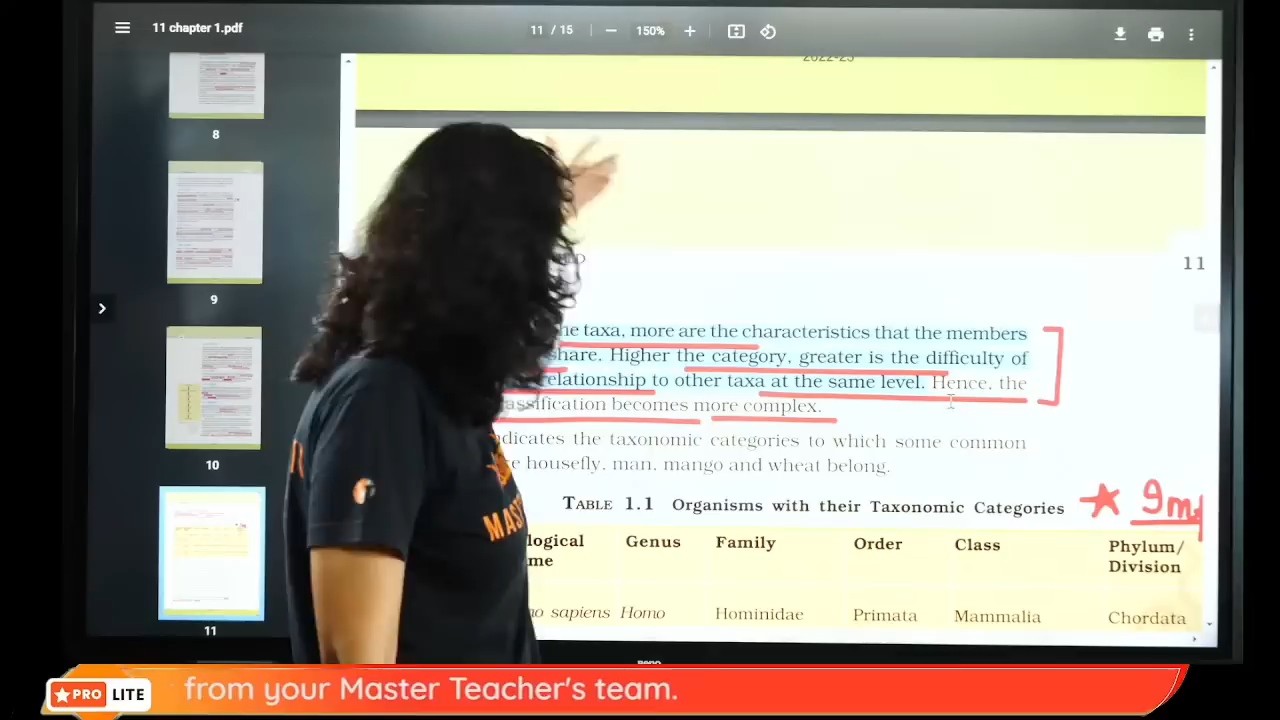 11 chapter 1.pdf
11 / 15
150%
2022-23
8
9
10
11
11
he taxa, more are the characteristics that the members
share. Higher the category, greater is the difficulty of
relationship to other taxa at the same level. Hence, the
assification becomes more complex.
ndicates the taxonomic categories to which some common
ke housefly, man, mango and wheat belong.
TABLE 1.1 Organisms with their Taxonomic Categories
★ Imp
logical
me
Genus
Family
Order
Class
Phylum/
Division
mo sapiens Homo Hominidae Primata Mammalia Chordata
MAST
BenQ
★PRO LITE
from your Master Teacher's team.